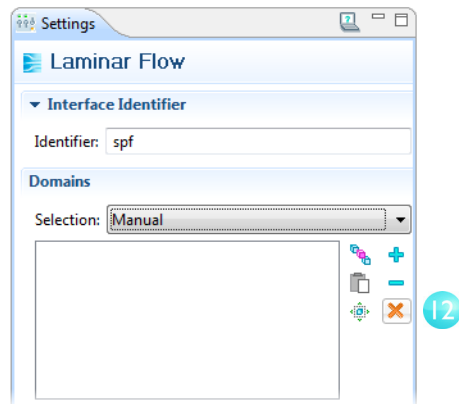 Settings
Laminar Flow
Interface Identifier
Identifier: spf
Domains
Selection: Manual
12